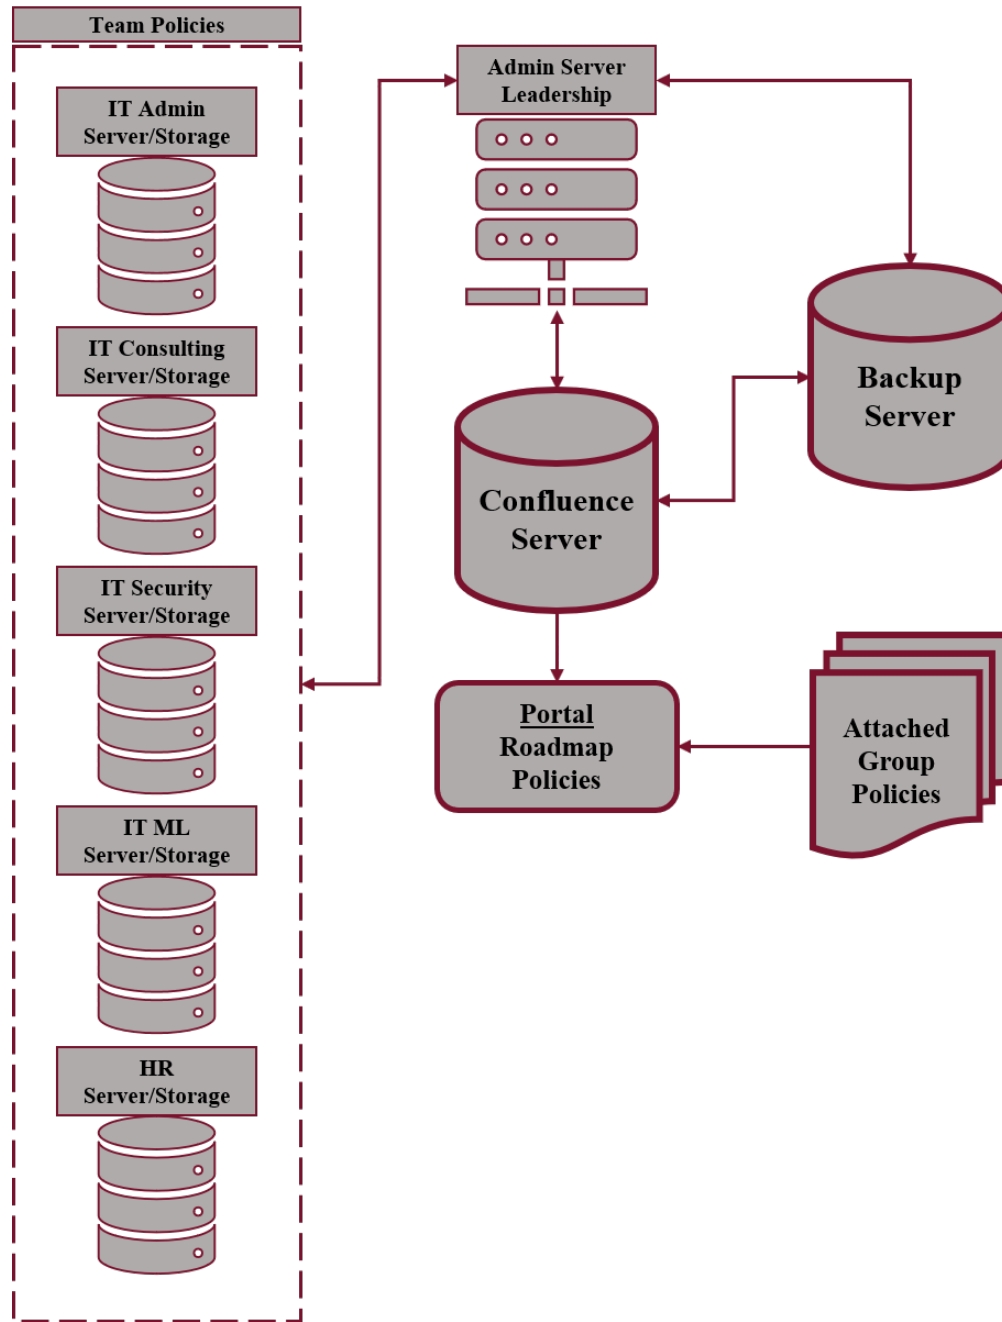 Team Policies
IT Admin
Server/Storage
IT Consulting
Server/Storage
IT Security
Server/Storage
IT ML
Server/Storage
HR
Server/Storage
Admin Server
Leadership
Backup
Server
Confluence
Server
Portal
Roadmap
Policies
Attached
Group
Policies